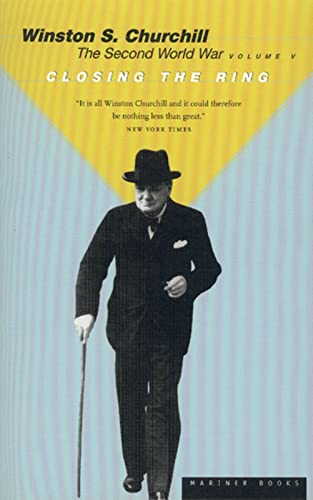 Winston S. Churchill
The Second World War VOLUME V
CLOSING THE RING
"It is all Winston Churchill and it could therefore
be nothing less than great."
NEW YORK TIMES
MARINER BOOKS